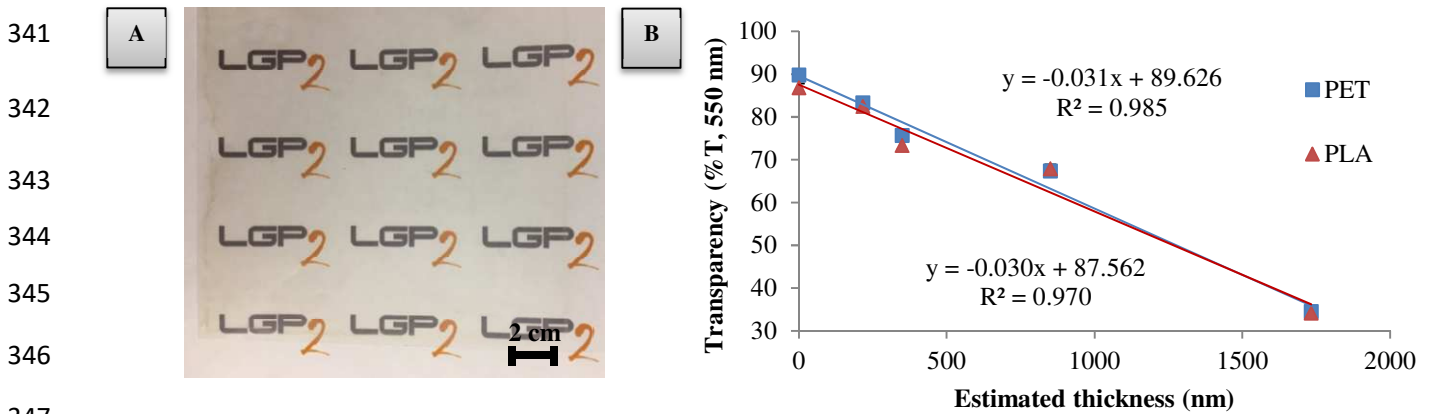 341
342
343
344
345
346
A
LGP2 LGP2 LGP2
LGP2 LGP2 LGP2
LGP2 LGP2 LGP2
LGP2 LGP2 LGP2
2 cm
B
Transparency (%T, 550 nm)
100
90
80
70
60
50
40
30
y = -0.031x + 89.626
R² = 0.985
y = -0.030x + 87.562
R² = 0.970
PET
PLA
0 500 1000 1500 2000
Estimated thickness (nm)